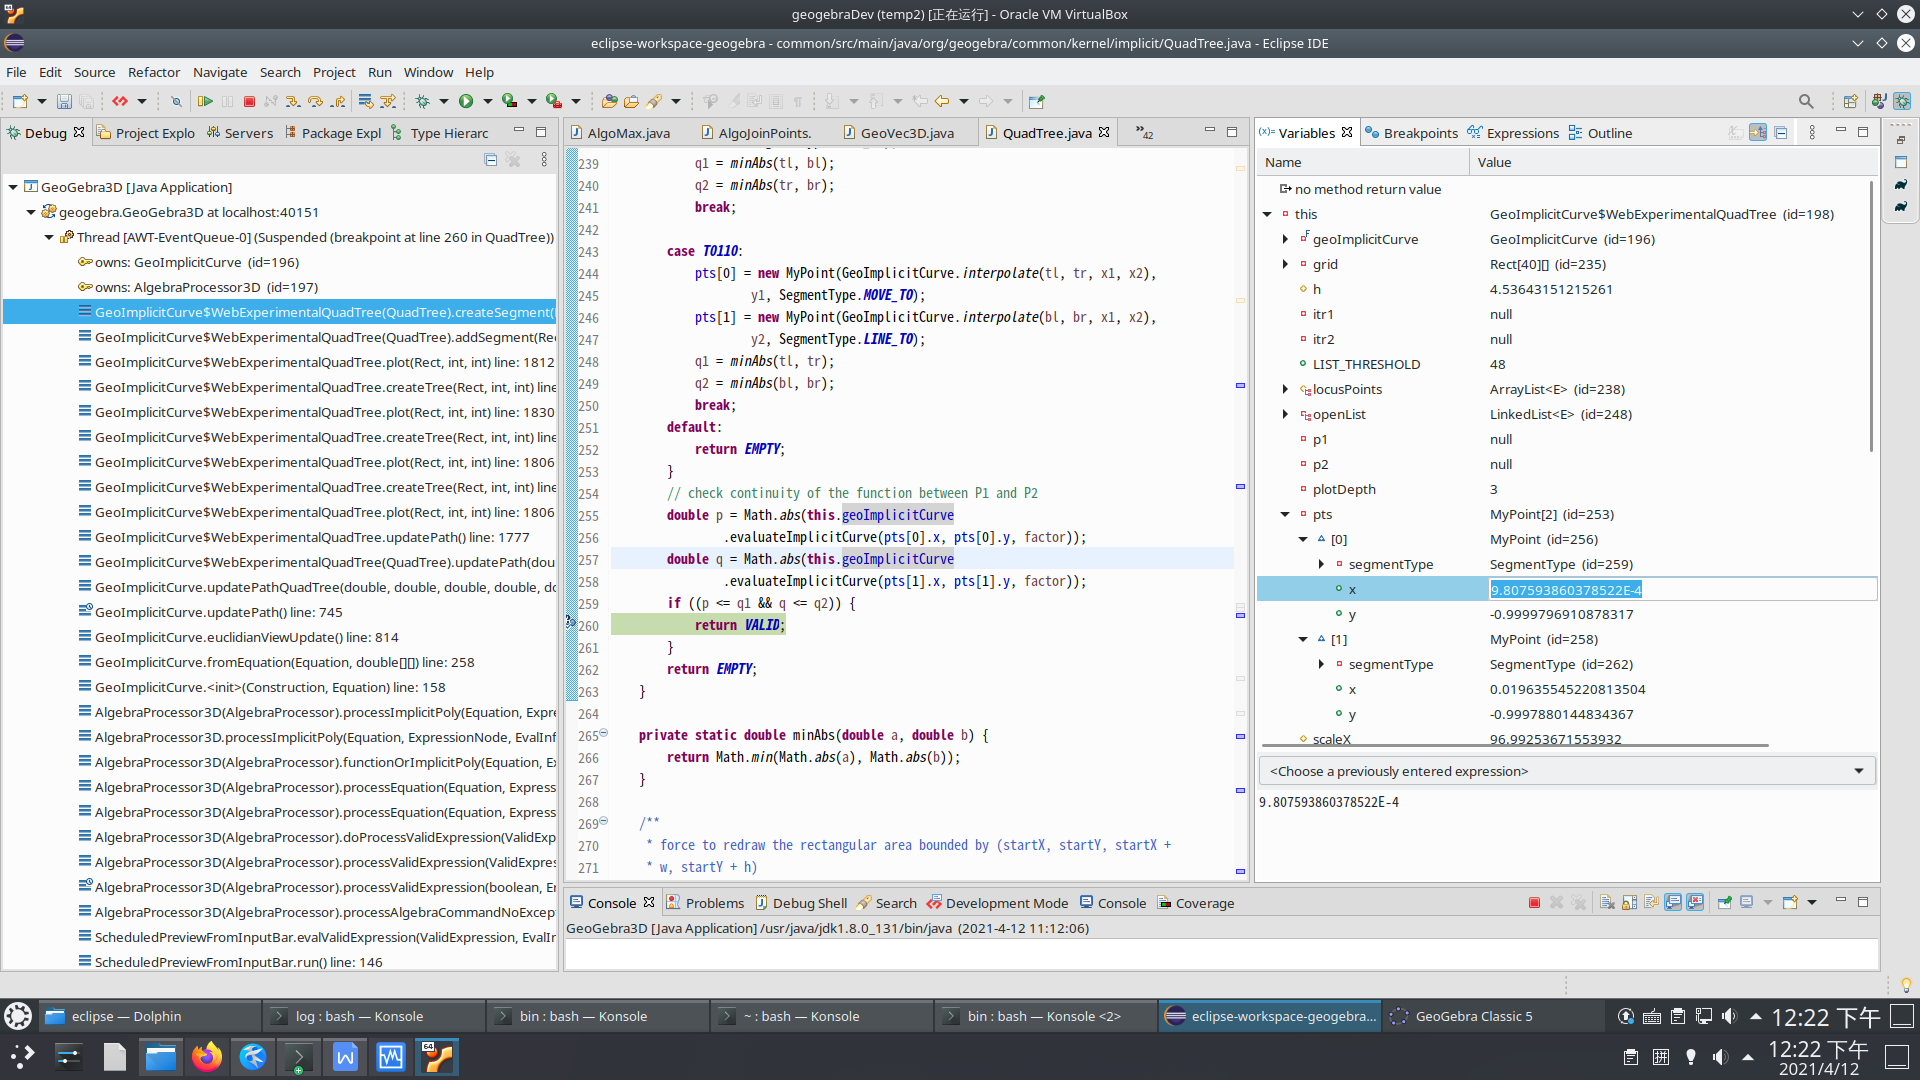 geogebraDev (temp2) [正在运行] - Oracle VM VirtualBox
eclipse-workspace-geogebra - common/src/main/java/org/geogebra/common/kernel/implicit/QuadTree.java - Eclipse IDE
File Edit Source Refactor Navigate Search Project Run Window Help
Debug Project Explo Servers Package Expl Type Hierarc
GeoGebra3D [Java Application]
geogebra.GeoGebra3D at localhost:40151
Thread [AWT-EventQueue-0] (Suspended (breakpoint at line 260 in QuadTree))
owns: GeoImplicitCurve (id=196)
owns: AlgebraProcessor3D (id=197)
GeoImplicitCurve$WebExperimentalQuadTree(QuadTree).createSegment(
GeoImplicitCurve$WebExperimentalQuadTree(QuadTree).addSegment(Re
GeoImplicitCurve$WebExperimentalQuadTree.plot(Rect, int, int) line: 1812
GeoImplicitCurve$WebExperimentalQuadTree.createTree(Rect, int, int) line
GeoImplicitCurve$WebExperimentalQuadTree.plot(Rect, int, int) line: 1830
GeoImplicitCurve$WebExperimentalQuadTree.createTree(Rect, int, int) line
GeoImplicitCurve$WebExperimentalQuadTree.plot(Rect, int, int) line: 1806
GeoImplicitCurve$WebExperimentalQuadTree.createTree(Rect, int, int) line
GeoImplicitCurve$WebExperimentalQuadTree.plot(Rect, int, int) line: 1806
GeoImplicitCurve$WebExperimentalQuadTree.updatePath() line: 1777
GeoImplicitCurve$WebExperimentalQuadTree(QuadTree).updatePath(dou
GeoImplicitCurve.updatePathQuadTree(double, double, double, double, dc
GeoImplicitCurve.updatePath() line: 745
GeoImplicitCurve.euclidianViewUpdate() line: 814
GeoImplicitCurve.fromEquation(Equation, double[][]) line: 258
GeoImplicitCurve.<init>(Construction, Equation) line: 158
AlgebraProcessor3D(AlgebraProcessor).processImplicitPoly(Equation, Expre
AlgebraProcessor3D.processImplicitPoly(Equation, ExpressionNode, EvalInf
AlgebraProcessor3D(AlgebraProcessor).functionOrImplicitPoly(Equation, E
AlgebraProcessor3D(AlgebraProcessor).processEquation(Equation, Express
AlgebraProcessor3D(AlgebraProcessor).processEquation(Equation, Express
AlgebraProcessor3D(AlgebraProcessor).doProcessValidExpression(ValidExp
AlgebraProcessor3D(AlgebraProcessor).processValidExpression(ValidExpres
AlgebraProcessor3D(AlgebraProcessor).processValidExpression(boolean, E
AlgebraProcessor3D(AlgebraProcessor).processAlgebraCommandNoExcep
ScheduledPreviewFromInputBar.evalValidExpression(ValidExpression, EvalIn
ScheduledPreviewFromInputBar.run() line: 146
AlgoMax.java AlgoJoinPoints. GeoVec3D.java QuadTree.java »42
239 q1 = minAbs(tl, bl);
240 q2 = minAbs(tr, br);
241 break;
242
243 case T0110:
244 pts[0] = new MyPoint(GeoImplicitCurve.interpolate(tl, tr, x1, x2),
245 y1, SegmentType.MOVE_TO);
246 pts[1] = new MyPoint(GeoImplicitCurve.interpolate(bl, br, x1, x2),
247 y2, SegmentType.LINE_TO);
248 q1 = minAbs(tl, tr);
249 q2 = minAbs(bl, br);
250 break;
251 default:
252 return EMPTY;
253 }
254 // check continuity of the function between P1 and P2
255 double p = Math.abs(this.geoImplicitCurve
256 .evaluateImplicitCurve(pts[0].x, pts[0].y, factor));
257 double q = Math.abs(this.geoImplicitCurve
258 .evaluateImplicitCurve(pts[1].x, pts[1].y, factor));
259 if ((p <= q1 && q <= q2)) {
260 return VALID;
261 }
262 return EMPTY;
263 }
264
265 private static double minAbs(double a, double b) {
266 return Math.min(Math.abs(a), Math.abs(b));
267 }
268
269 /**
270 * force to redraw the rectangular area bounded by (startX, startY, startX +
271 * w, startY + h)
Variables Breakpoints Expressions Outline
Name Value
no method return value
this GeoImplicitCurve$WebExperimentalQuadTree (id=198)
geoImplicitCurve GeoImplicitCurve (id=196)
grid Rect[40][] (id=235)
h 4.53643151215261
itr1 null
itr2 null
LIST_THRESHOLD 48
locusPoints ArrayList<E> (id=238)
openList LinkedList<E> (id=248)
p1 null
p2 null
plotDepth 3
pts MyPoint[2] (id=253)
[0] MyPoint (id=256)
segmentType SegmentType (id=259)
x 9.807593860378522E-4
y -0.9999796910878317
[1] MyPoint (id=258)
segmentType SegmentType (id=262)
x 0.019635545220813504
y -0.9997880144834367
scaleX 96.99253671553932
<Choose a previously entered expression>
9.807593860378522E-4
Console Problems Debug Shell Search Development Mode Console Coverage
GeoGebra3D [Java Application] /usr/java/jdk1.8.0_131/bin/java (2021-4-12 11:12:06)
eclipse — Dolphin log : bash — Konsole bin : bash — Konsole ~ : bash — Konsole bin : bash — Konsole <2> eclipse-workspace-geogebra... GeoGebra Classic 5 12:22 下午
64 拼 12:22 下午
2021/4/12